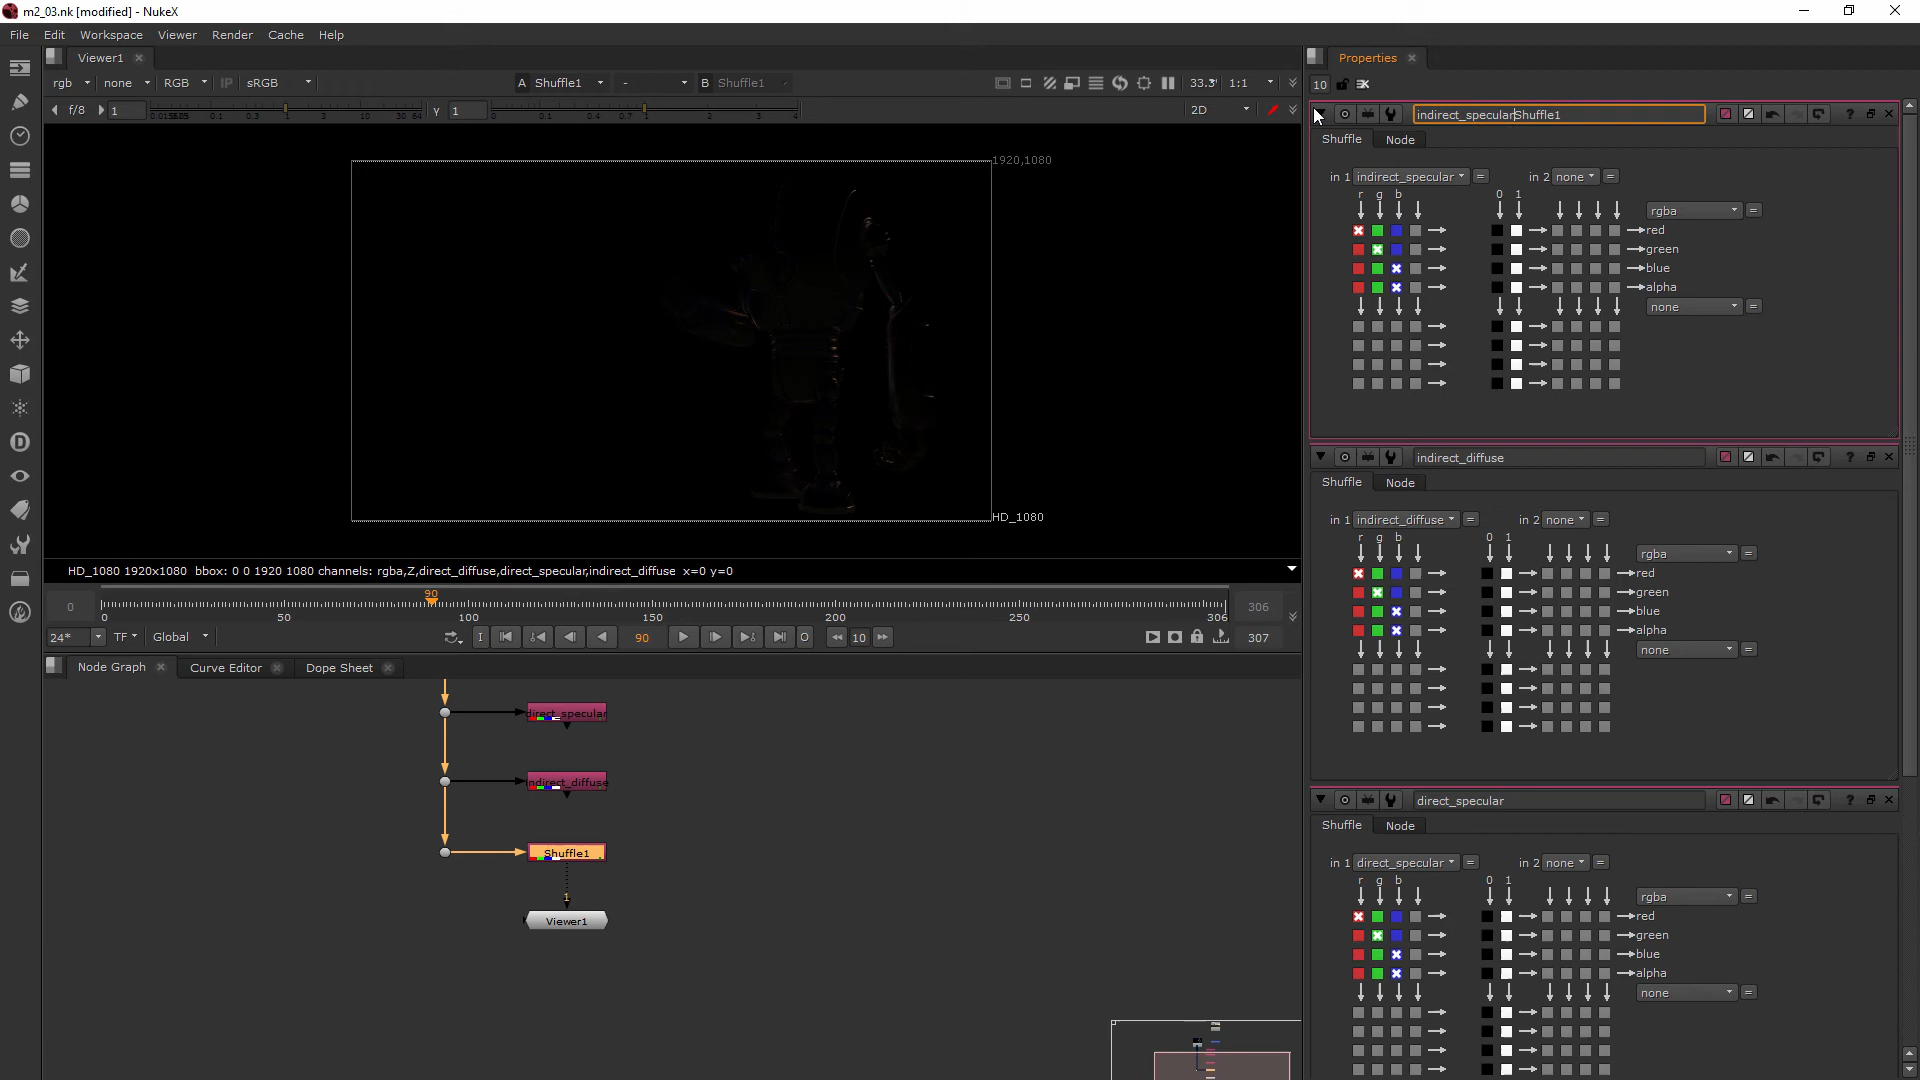 m2_03.nk [modified] - NukeX
File Edit Workspace Viewer Render Cache Help
Viewer1
rgb none RGB IP sRGB A Shuffle1 - B Shuffle1 33.3 1:1
f/8 1 Y 1 2D
1920,1080
HD_1080
HD_1080 1920x1080 bbox: 0 0 1920 1080 channels: rgba,Z,direct_diffuse,direct_specular,indirect_diffuse x=0 y=0
90
0 306
0 50 100 150 200 250 306
24* TF Global I 90 O 10 307
Node Graph Curve Editor Dope Sheet
direct_specular
indirect_diffuse
Shuffle1
1
Viewer1
Properties
10
indirect_specularShuffle1
Shuffle Node
in 1 indirect_specular = in 2 none =
r g b 0 1
rgba =
red
green
blue
alpha
none =
indirect_diffuse
Shuffle Node
in 1 indirect_diffuse = in 2 none =
r g b 0 1
rgba =
red
green
blue
alpha
none =
direct_specular
Shuffle Node
in 1 direct_specular = in 2 none =
r g b 0 1
rgba =
red
green
blue
alpha
none =